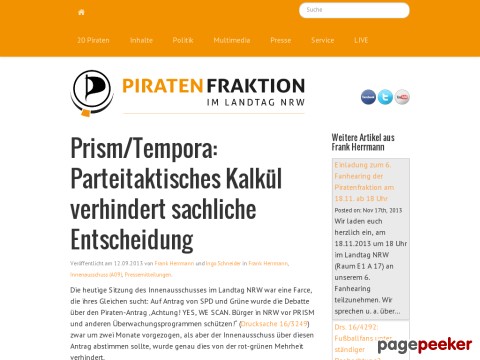 Suche
20 Piraten Inhalte Politik Multimedia Presse Service LIVE
PIRATENFRAKTION
IM LANDTAG NRW
Prism/Tempora:
Parteitaktisches Kalkül
verhindert sachliche
Entscheidung
Veröffentlicht am 12.09.2013 von Frank Herrmann und Ingo Schneider in Frank Herrmann,
Innenausschuss (A09), Pressemitteilungen.
Die heutige Sitzung des Innenausschusses im Landtag NRW war eine Farce,
die ihres Gleichen sucht: Auf Antrag von SPD und Grüne wurde die Debatte
über den Piraten-Antrag „Achtung! YES, WE SCAN. Bürger in NRW vor PRISM
und anderen Überwachungsprogrammen schützen!“ (Drucksache 16/3249)
zwar um zwei Monate vorgezogen, als aber der Innenausschuss über diesen
Antrag abstimmen sollte, wurde genau dies von der rot-grünen Mehrheit
verhindert.
Weitere Artikel aus
Frank Herrmann
Einladung zum 6.
Fanhearing der
Piratenfraktion am
18.11. ab 18 Uhr
Posted on: Nov 17th, 2013
Wir laden euch
herzlich ein, am
18.11.2013 um 18 Uhr
im Landtag NRW
(Raum E1 A 17) an
unserem 6.
Fanhearing
teilzunehmen. Wir
sprechen u. a. über...
Drs. 16/4292:
Fußballfans unter
ständiger
pagepeeker